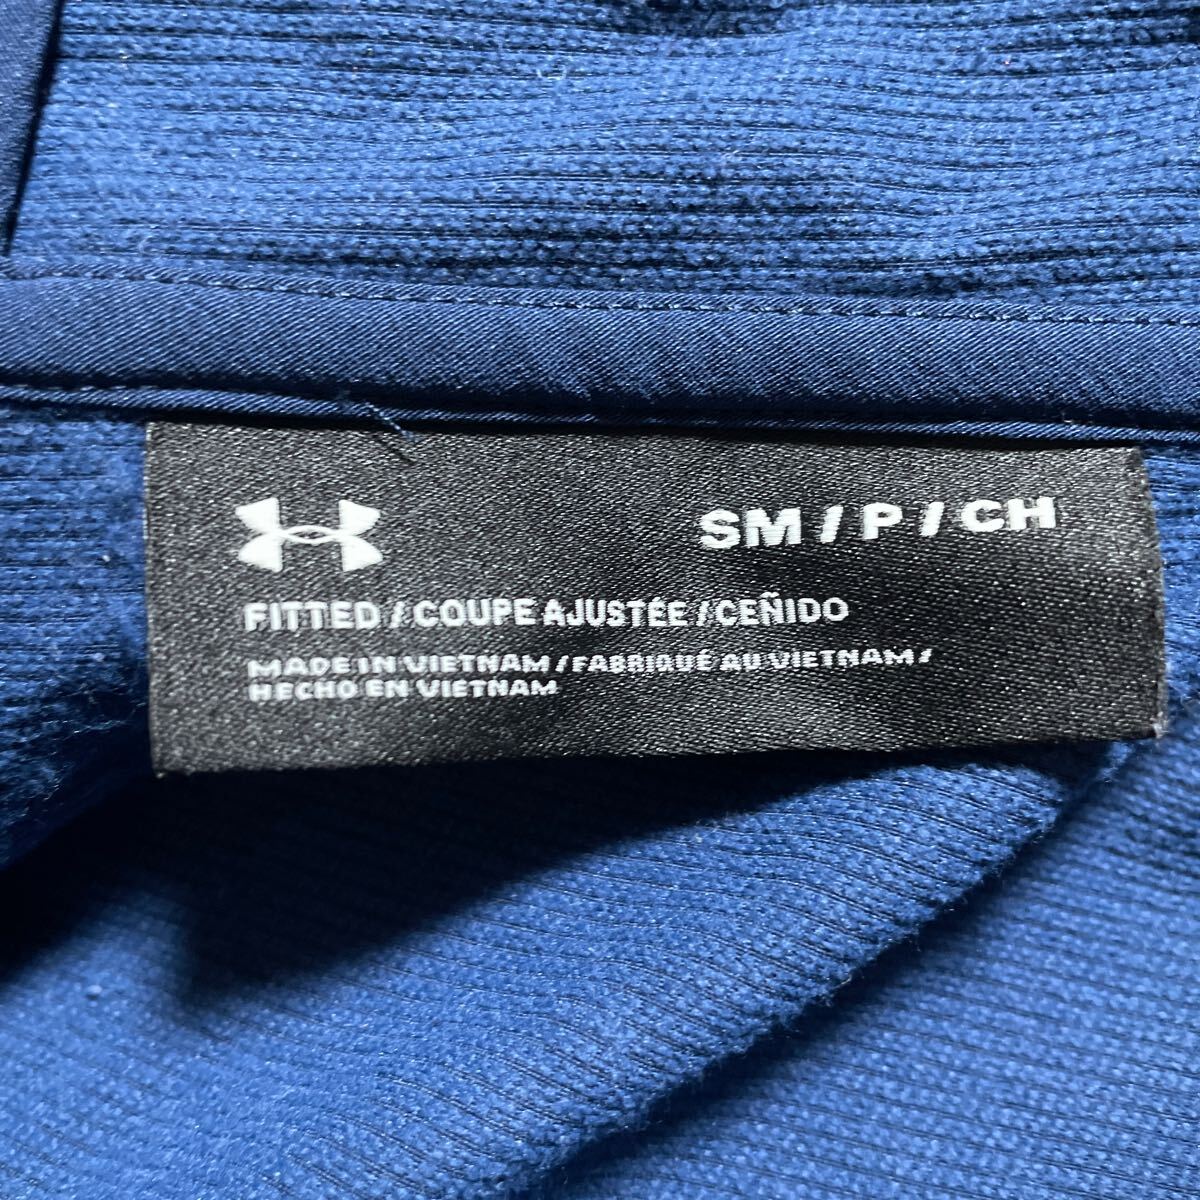 SM / P / CH
FITTED / COUPE AJUSTÉE / CEÑIDO
MADE IN VIETNAM / FABRIQUÉ AU VIETNAM /
HECHO EN VIETNAM